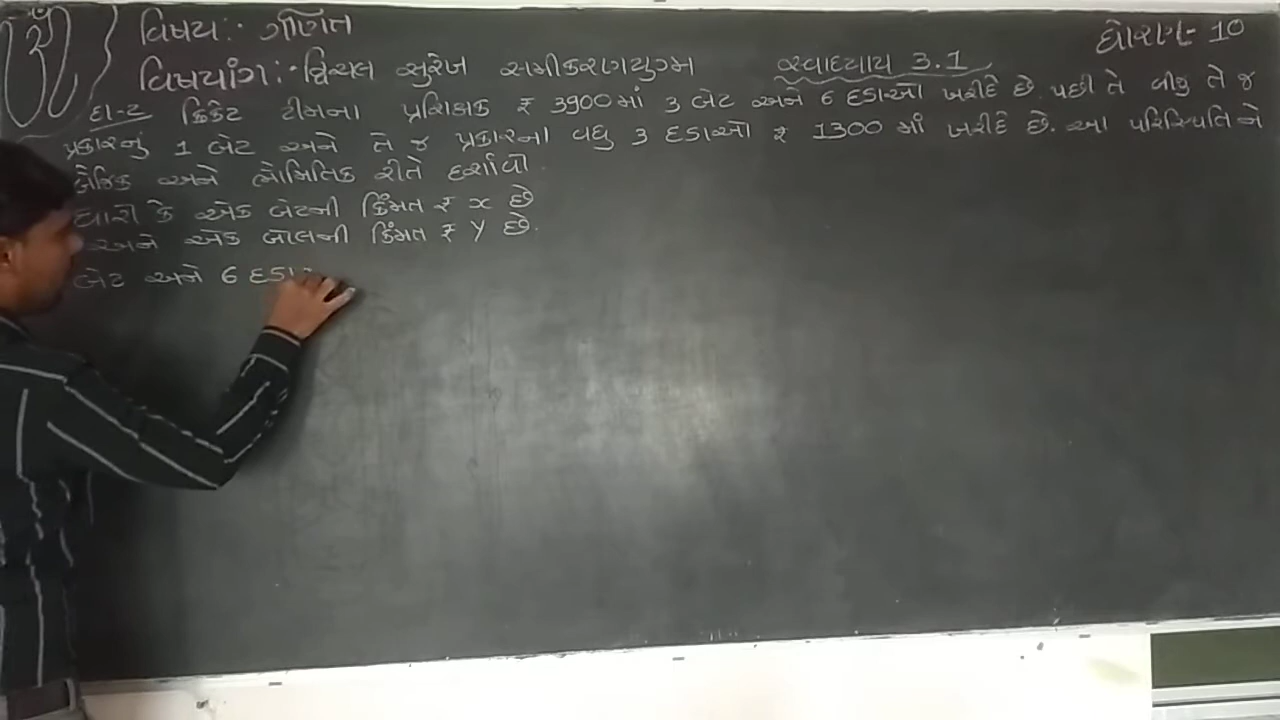 ૐ
વિષય:- ગણિત
ધોરણ- 10
વિષયાંગ:- દ્વિચલ સુરેખ સમીકરણયુગ્મ
સ્વાધ્યાય 3.1
દા-2 ક્રિકેટ ટીમના પ્રશિક્ષક ₹ 3900માં 3 બેટ અને 6 દડાઓ ખરીદે છે. પછી તે બીજુ તે જ
પ્રકારનું 1 બેટ અને તે જ પ્રકારના વધુ 3 દડાઓ ₹ 1300 માં ખરીદે છે. આ પરિસ્થિતિને
બૈજિક અને ભૌમિતિક રીતે દર્શાવો.
ધારો કે એક બેટની કિંમત ₹ x છે
અને એક બોલની કિંમત ₹ y છે.
બેટ અને 6 દડા